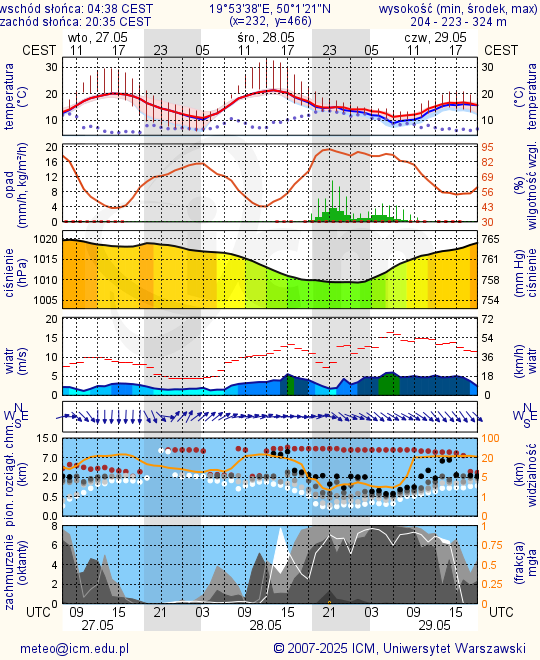 wschód słońca: 04:38 CEST 19°53'38"E, 50°1'21"N wysokość (min, środek, max)
zachód słońca: 20:35 CEST (x=232, y=466) 204 - 223 - 324 m
wto, 27.05 śro, 28.05 czw, 29.05
CEST 11 17 23 05 11 17 23 05 11 17 CEST
temperatura (°C)
30 30
20 20
10 10
temperatura (°C)
opad (mm/h, kg/m²/h)
20 95
16 82
12 69
8 56
4 43
0 30
wilgotność wzgl. (%)
ciśnienie (hPa)
1020 765
1015 761
1010 758
1005 754
(mm Hg) ciśnienie
wiatr (m/s)
20 72
15 54
10 36
5 18
0 0
(km/h) wiatr
N
W E
S
N
W E
S
pion. rozciągł. chm. (km)
15.0 100
7.0 20
2.0 5
0.5 1
0.0 0
(km) widzialność
zachmurzenie (oktanty)
8 1
6 0.75
4 0.5
2 0.25
0 0
(frakcja) mgła
UTC 09 15 21 03 09 15 21 03 09 15 UTC
27.05 28.05 29.05
meteo@icm.edu.pl © 2007-2025 ICM, Uniwersytet Warszawski